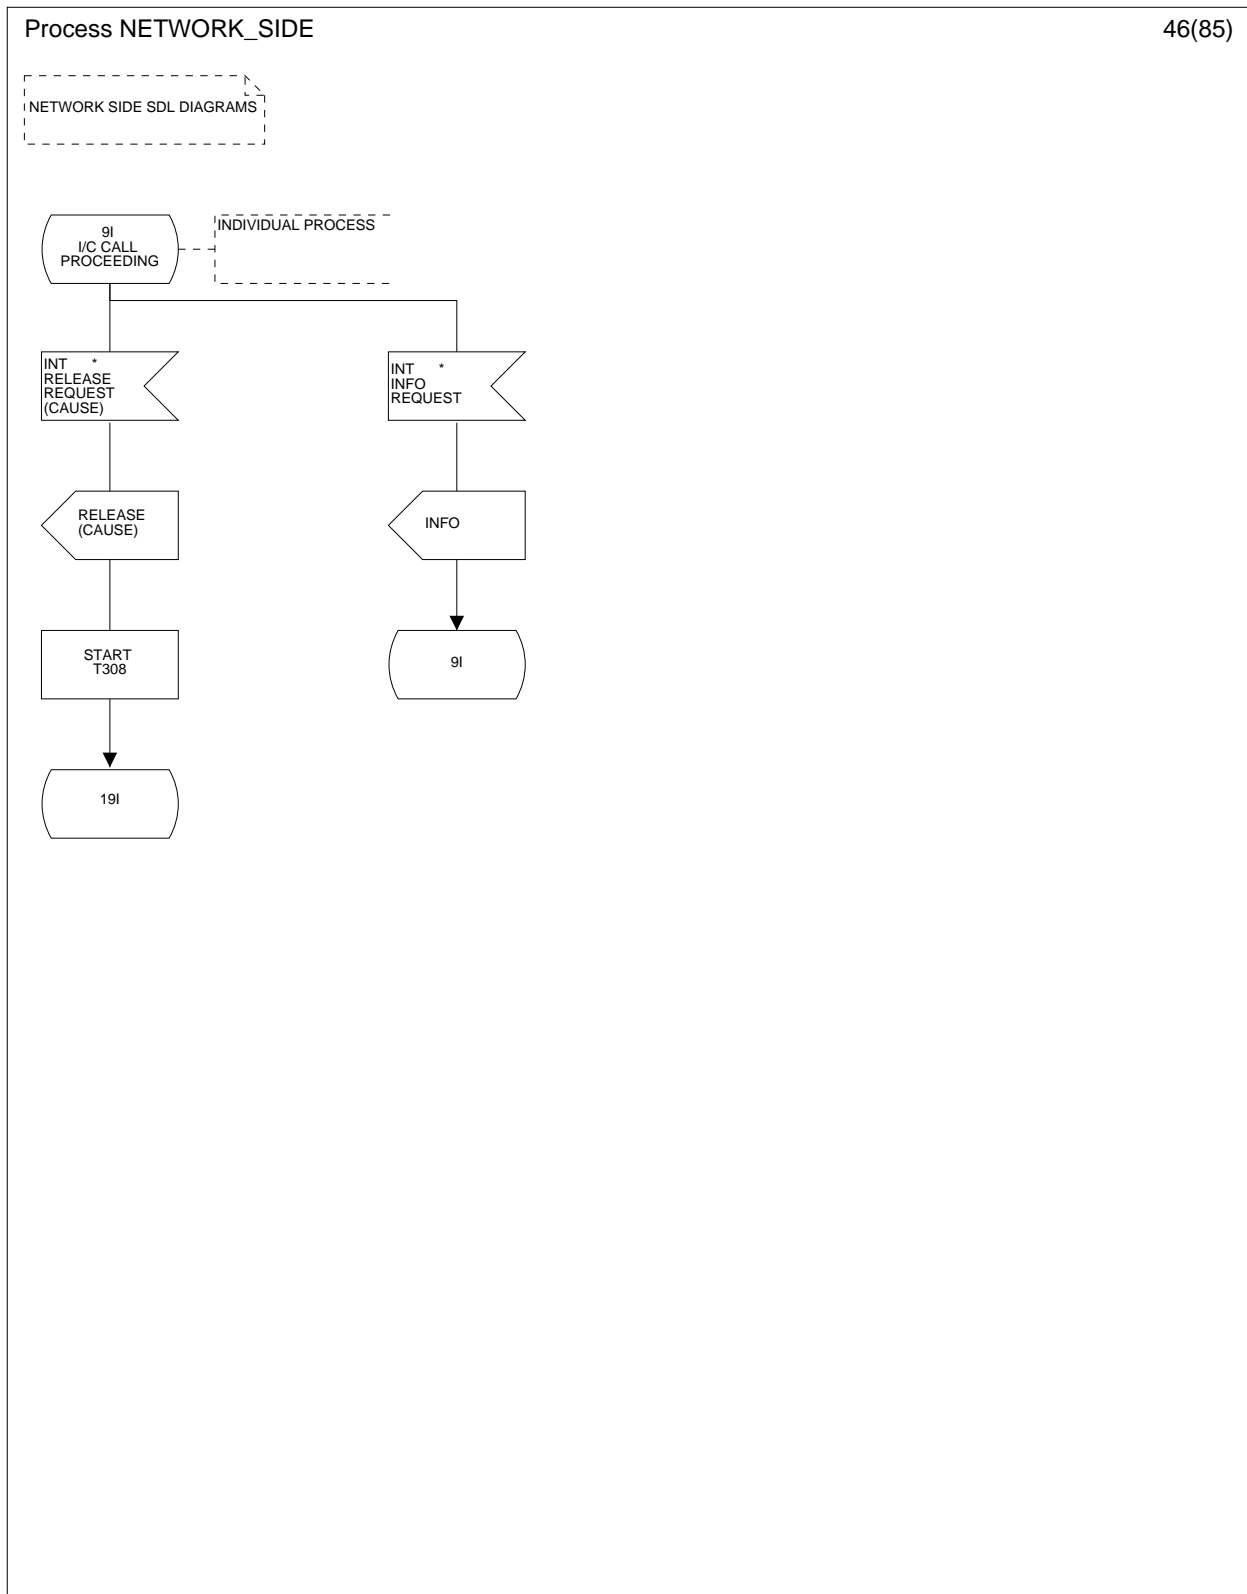 Process NETWORK_SIDE
46(85)
NETWORK SIDE SDL DIAGRAMS
9I
I/C CALL
PROCEEDING
INDIVIDUAL PROCESS
INT *
RELEASE
REQUEST
(CAUSE)
INT *
INFO
REQUEST
RELEASE
(CAUSE)
INFO
START
T308
9I
19I